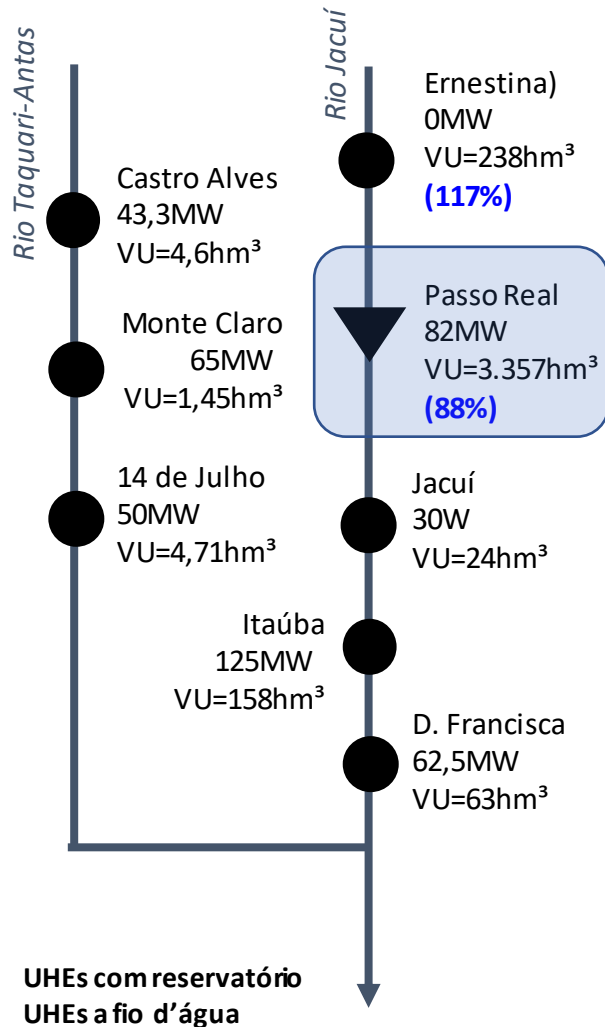 Rio Taquari-Antas
Castro Alves
43,3MW
VU=4,6hm³
Monte Claro
65MW
VU=1,45hm³
14 de Julho
50MW
VU=4,71hm³
Rio Jacuí
Ernestina)
0MW
VU=238hm³
(117%)
Passo Real
82MW
VU=3.357hm³
(88%)
Jacuí
30W
VU=24hm³
Itaúba
125MW
VU=158hm³
D. Francisca
62,5MW
VU=63hm³
UHEs com reservatório
UHEs a fio d'água